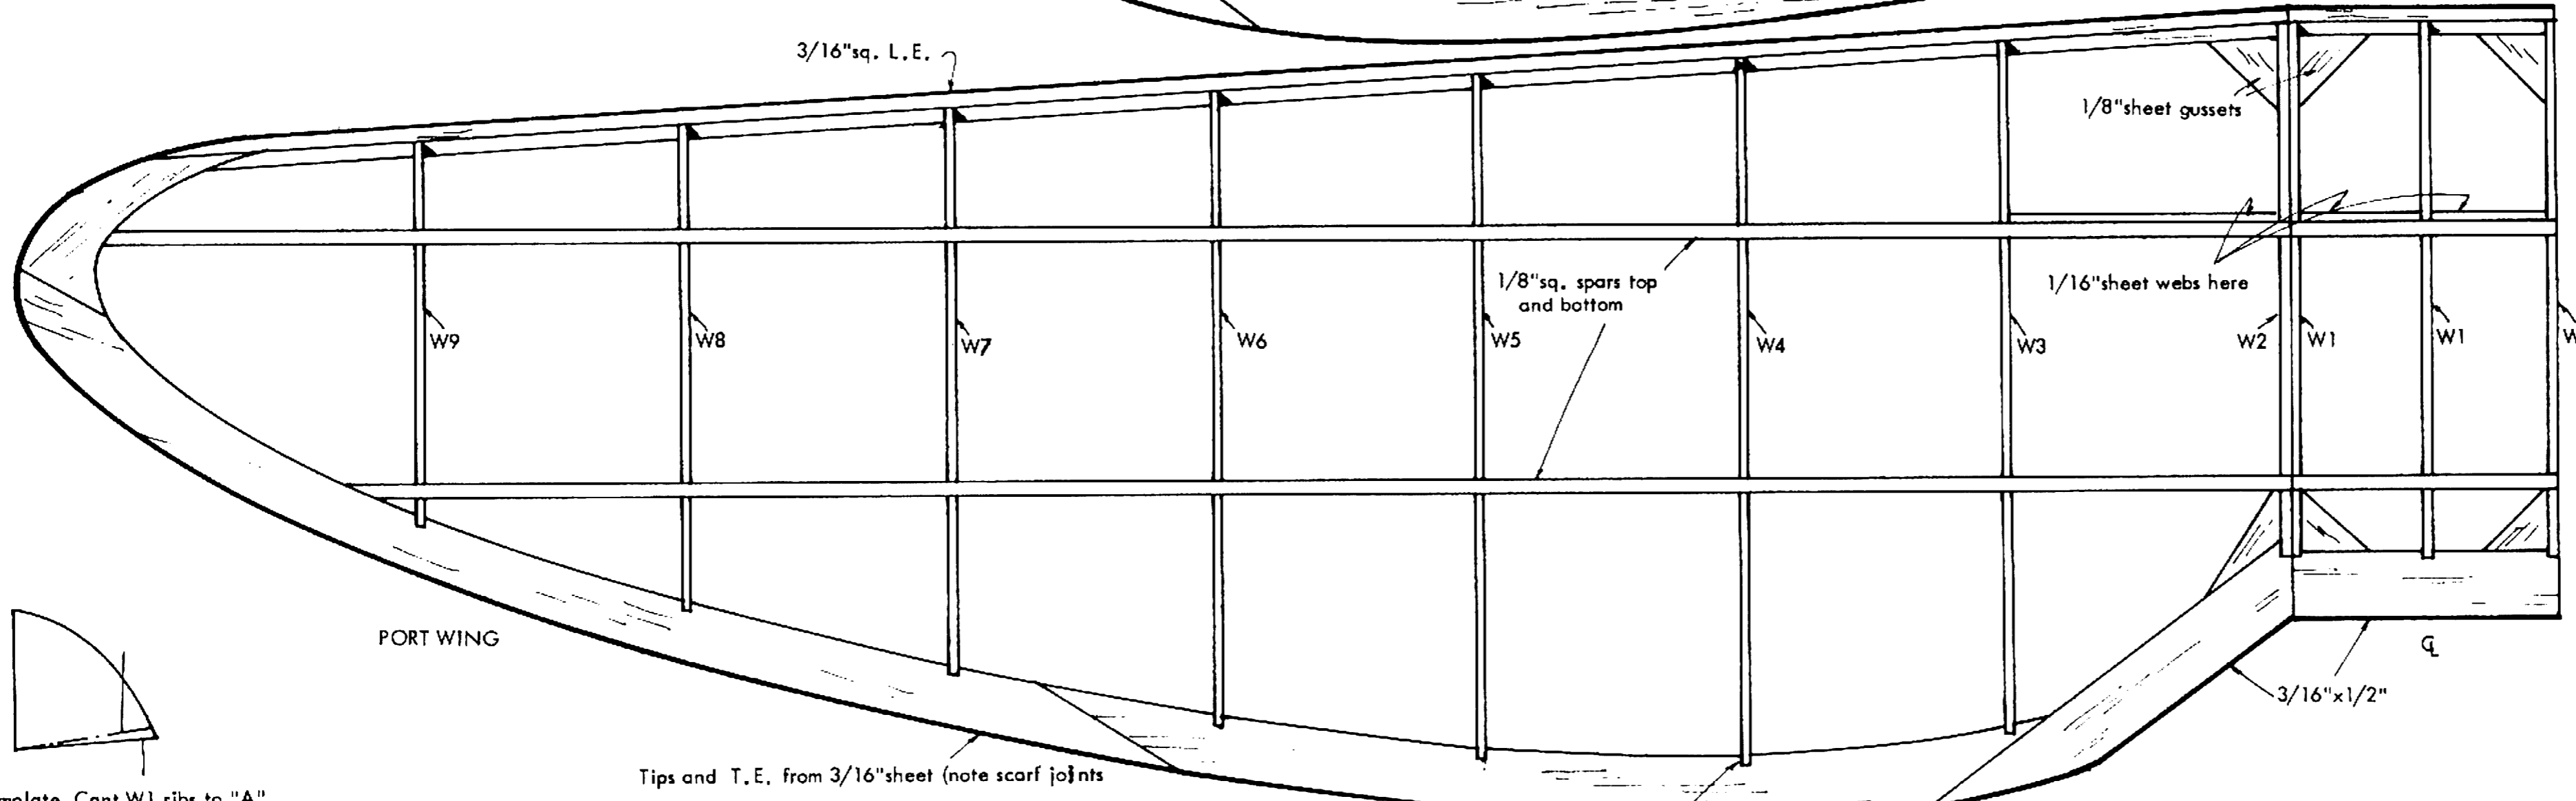 3/16"sq. L.E.
1/8"sheet gussets
1/8"sq. spars top
and bottom
1/16"sheet webs here
W9
W8
W7
W6
W5
W4
W3
W2
W1
W1
W
PORT WING
℄
3/16"x1/2"
Tips and T.E. from 3/16"sheet (note scarf joints
Cant W1 ribs to "A"